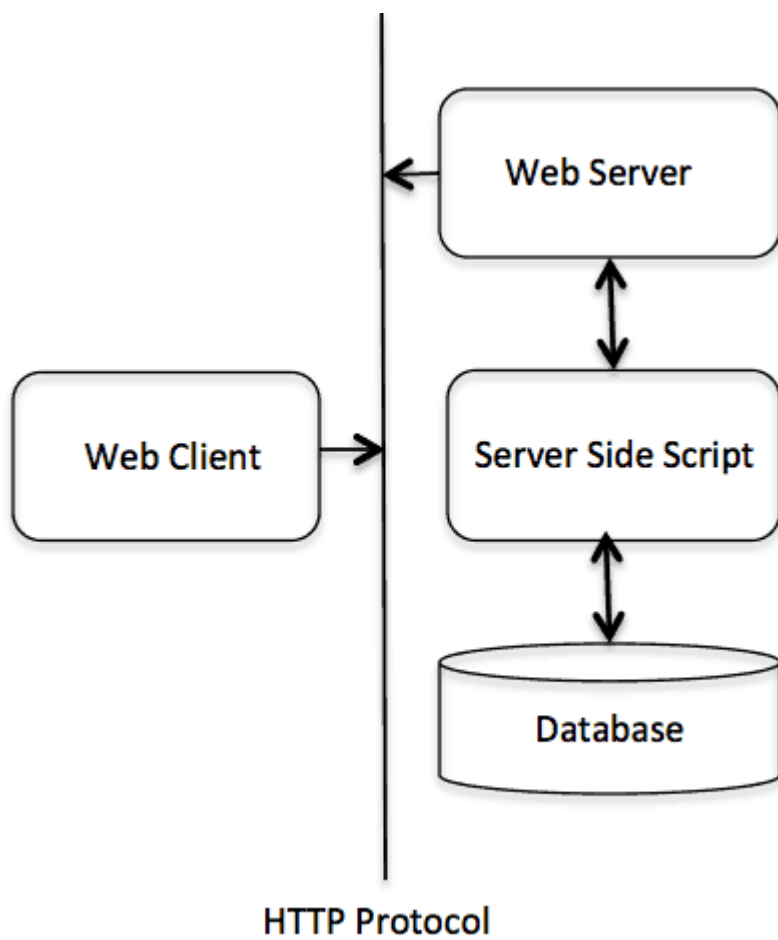 Web Server
Web Client
Server Side Script
Database
HTTP Protocol